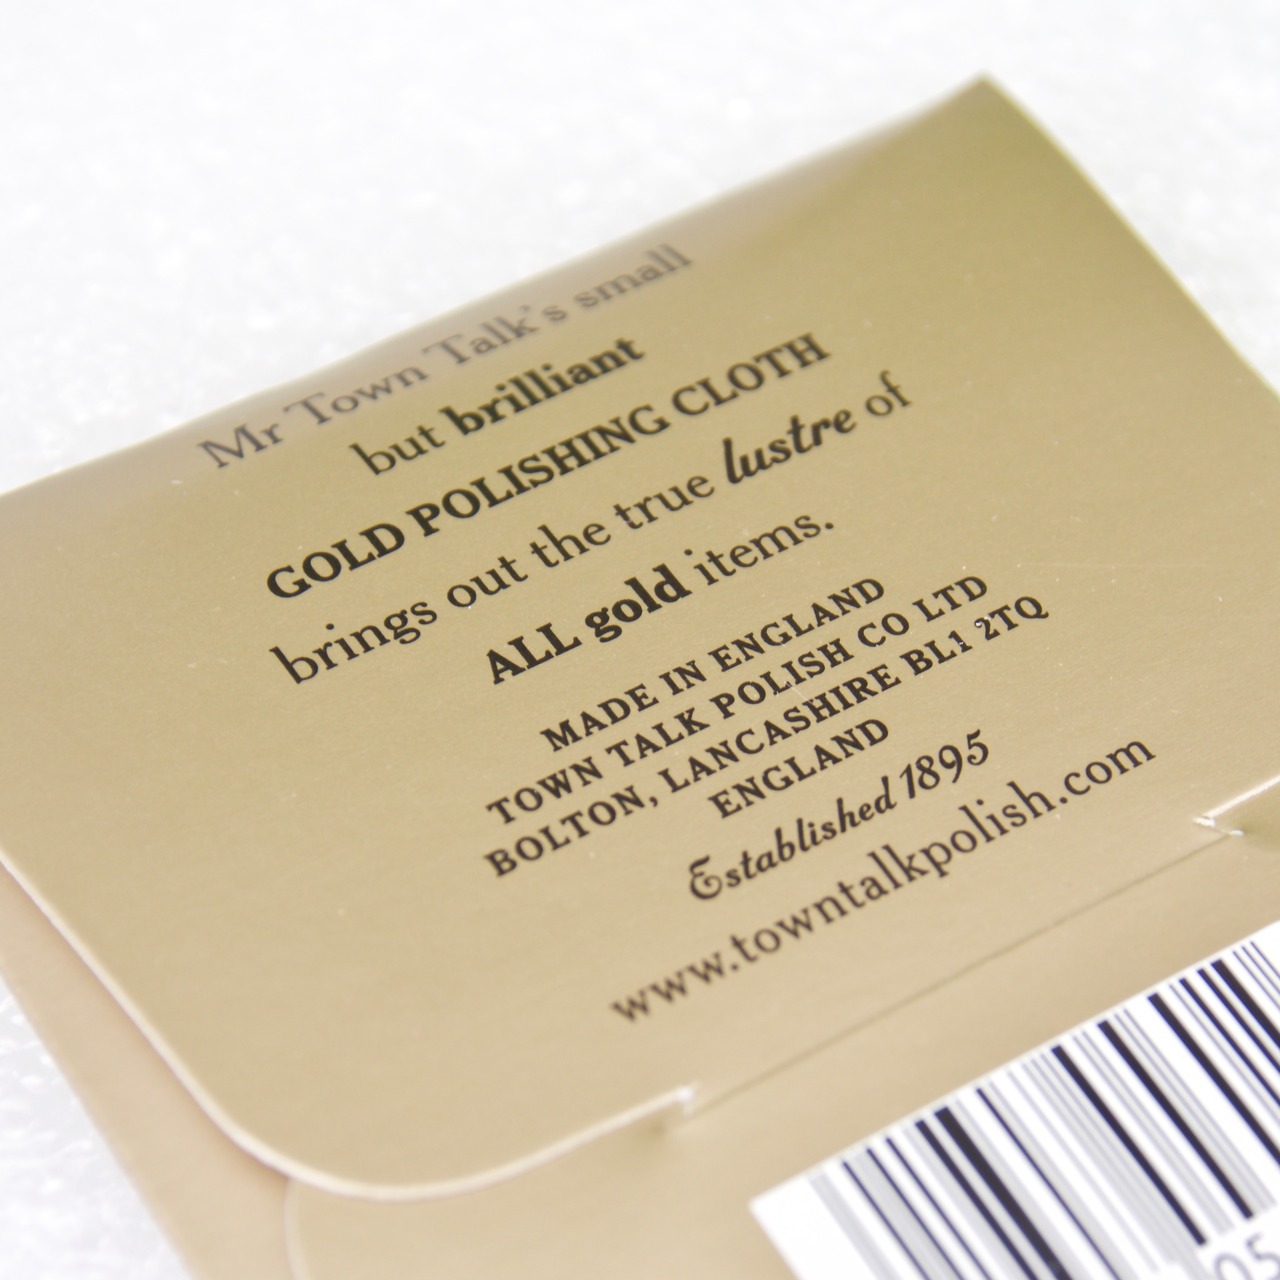 Mr Town Talk's small
but brilliant
GOLD POLISHING CLOTH
brings out the true lustre of
ALL gold items.
MADE IN ENGLAND
TOWN TALK POLISH CO LTD
BOLTON, LANCASHIRE BL1 2TQ
ENGLAND
Established 1895
www.towntalkpolish.com